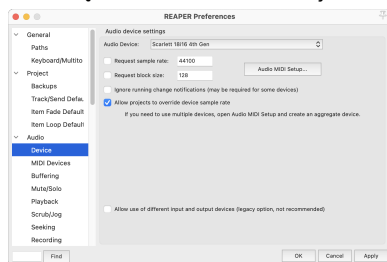 REAPER Preferences
General
Paths
Keyboard/Multito
Project
Backups
Track/Send Defau
Item Fade Default
Item Loop Default
Audio
Device
MIDI Devices
Buffering
Mute/Solo
Playback
Scrub/Jog
Seeking
Recording
Find
Audio device settings
Audio Device: Scarlett 18i16 4th Gen
Request sample rate: 44100
Request block size: 128
Audio MIDI Setup...
Ignore running change notifications (may be required for some devices)
Allow projects to override device sample rate
If you need to use multiple devices, open Audio MIDI Setup and create an aggregate device.
Allow use of different input and output devices (legacy option, not recommended)
OK Cancel Apply